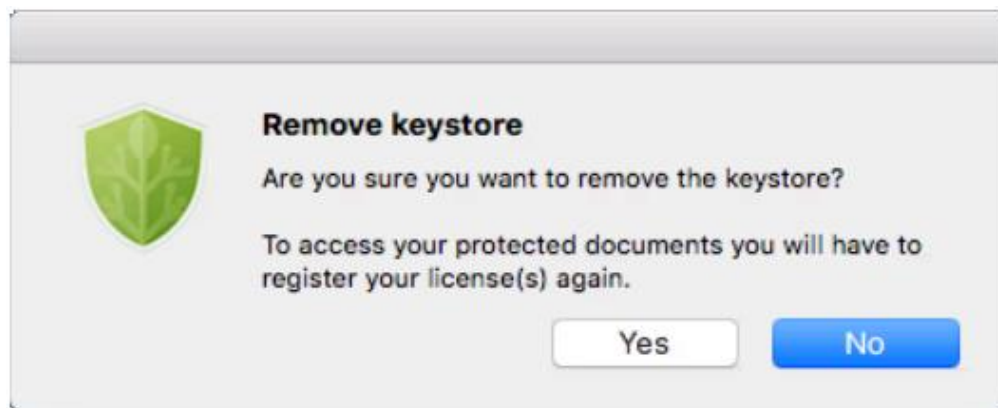 Remove keystore
Are you sure you want to remove the keystore?
To access your protected documents you will have to
register your license(s) again.
Yes
No